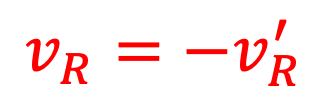 v_R = −v′_R